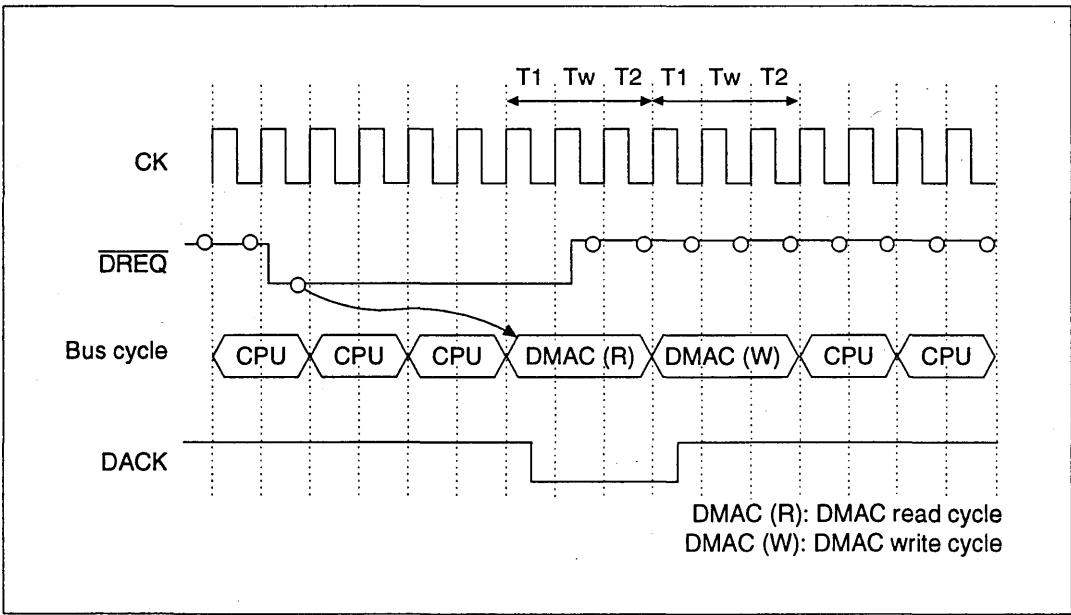 T1 Tw T2 T1 Tw T2
CK
DREQ
Bus cycle CPU CPU CPU DMAC (R) DMAC (W) CPU CPU
DACK
DMAC (R): DMAC read cycle
DMAC (W): DMAC write cycle